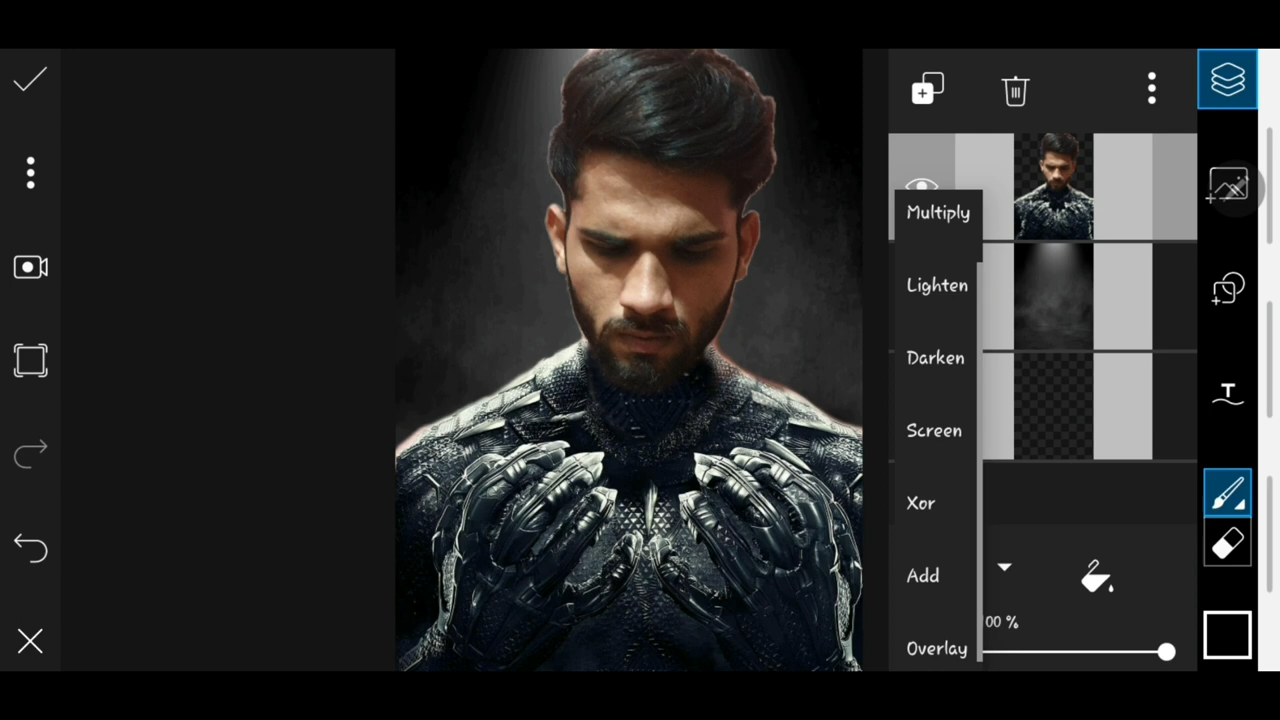 Multiply
Lighten
Darken
Screen
Xor
Add
00 %
Overlay
T